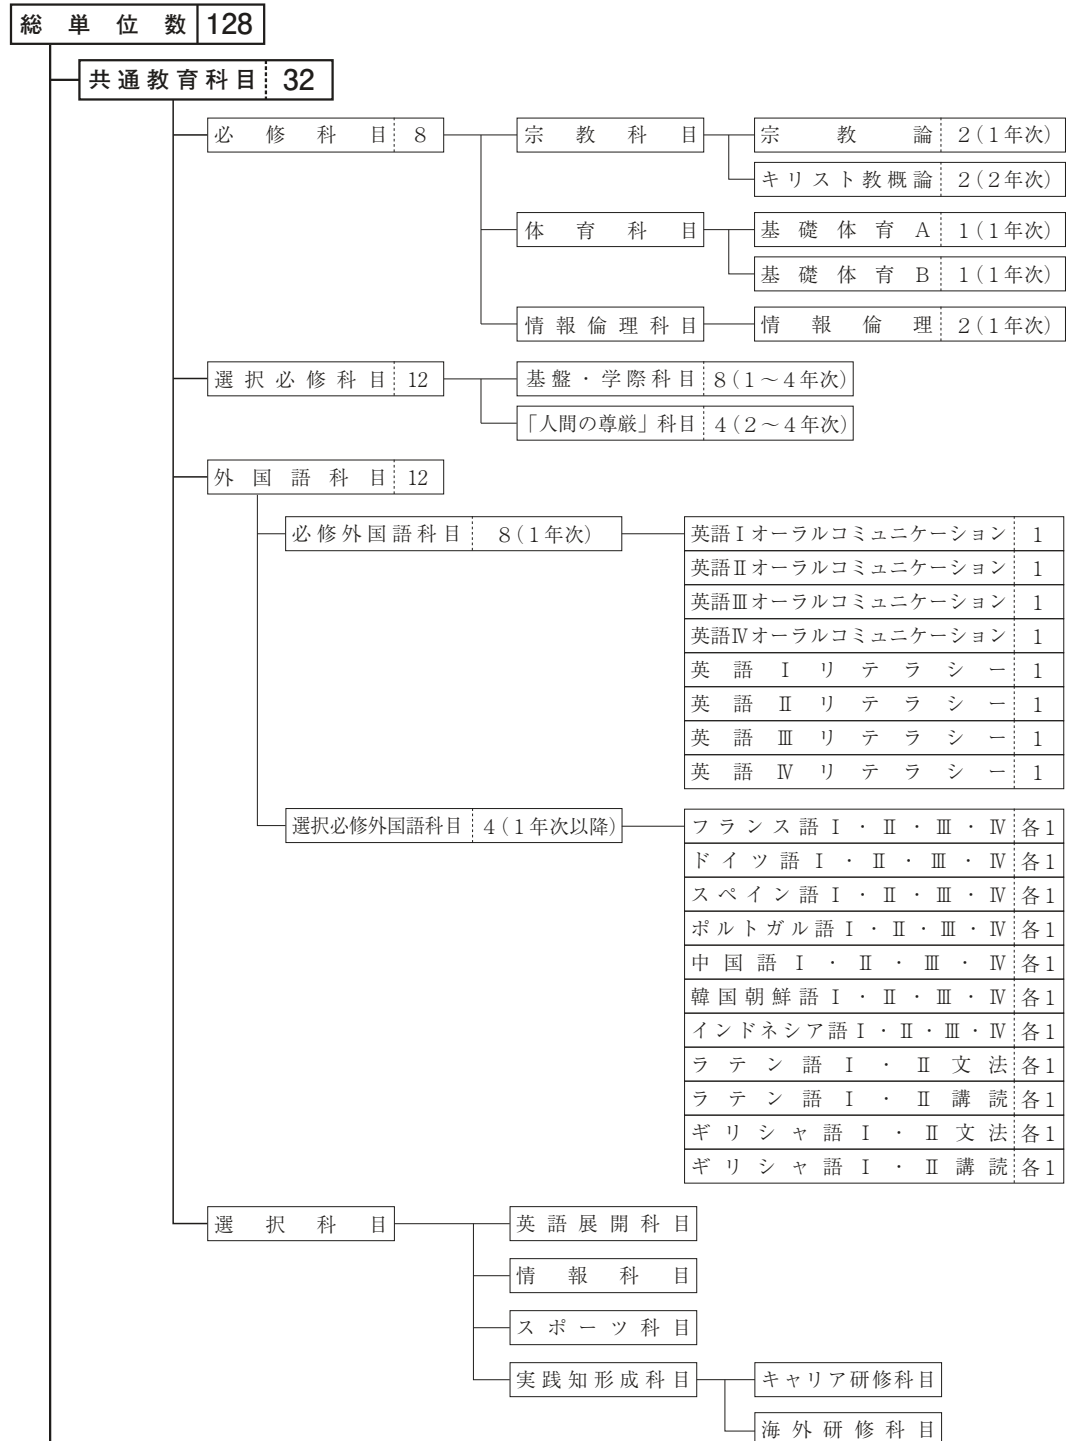 総単位数 128
共通教育科目 32
必修科目 8 宗教科目 宗教論 2(1年次)
キリスト教概論 2(2年次)
体育科目 基礎体育A 1(1年次)
基礎体育B 1(1年次)
情報倫理科目 情報倫理 2(1年次)
選択必修科目 12 基盤・学際科目 8(1～4年次)
「人間の尊厳」科目 4(2～4年次)
外国語科目 12
必修外国語科目 8(1年次) 英語Ⅰオーラルコミュニケーション 1
英語Ⅱオーラルコミュニケーション 1
英語Ⅲオーラルコミュニケーション 1
英語Ⅳオーラルコミュニケーション 1
英語Ⅰリテラシー 1
英語Ⅱリテラシー 1
英語Ⅲリテラシー 1
英語Ⅳリテラシー 1
選択必修外国語科目 4(1年次以降) フランス語Ⅰ・Ⅱ・Ⅲ・Ⅳ 各1
ドイツ語Ⅰ・Ⅱ・Ⅲ・Ⅳ 各1
スペイン語Ⅰ・Ⅱ・Ⅲ・Ⅳ 各1
ポルトガル語Ⅰ・Ⅱ・Ⅲ・Ⅳ 各1
中国語Ⅰ・Ⅱ・Ⅲ・Ⅳ 各1
韓国朝鮮語Ⅰ・Ⅱ・Ⅲ・Ⅳ 各1
インドネシア語Ⅰ・Ⅱ・Ⅲ・Ⅳ 各1
ラテン語Ⅰ・Ⅱ文法 各1
ラテン語Ⅰ・Ⅱ講読 各1
ギリシャ語Ⅰ・Ⅱ文法 各1
ギリシャ語Ⅰ・Ⅱ講読 各1
選択科目 英語展開科目
情報科目
スポーツ科目
実践知形成科目 キャリア研修科目
海外研修科目